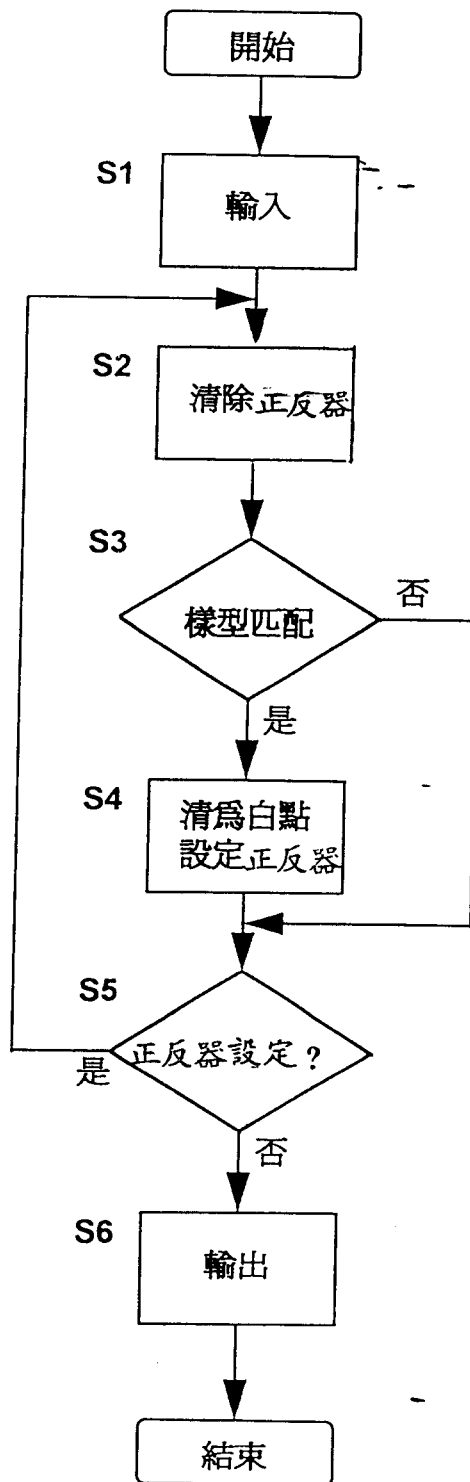 開始
S1
輸入
S2
清除正反器
S3
樣型匹配
否
是
S4
清爲白點
設定正反器
S5
正反器設定?
是
否
S6
輸出
結束